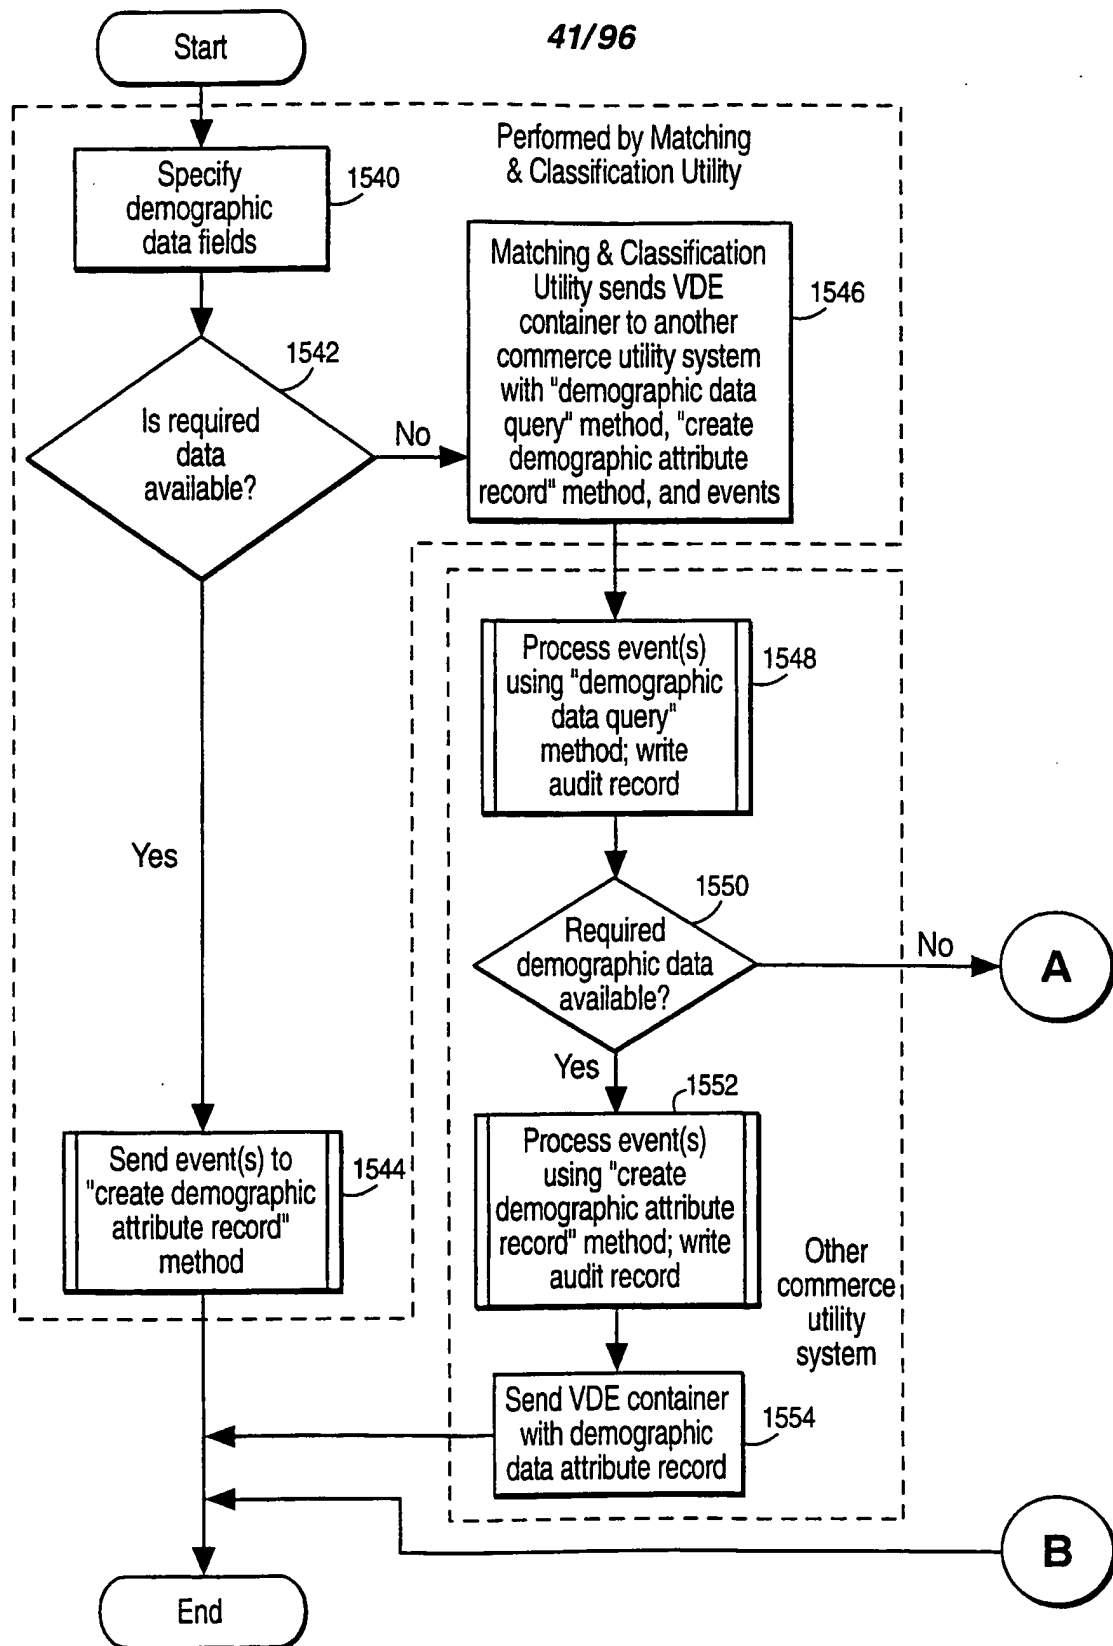 41/96
Start
Performed by Matching
& Classification Utility
Specify
demographic
data fields
1540
Matching & Classification
Utility sends VDE
container to another
commerce utility system
with "demographic data
query" method, "create
demographic attribute
record" method, and events
1546
1542
Is required
data
available?
No
Process event(s)
using "demographic
data query"
method; write
audit record
1548
Yes
1550
Required
demographic data
available?
No
A
Yes
1552
Process event(s)
using "create
demographic attribute
record" method; write
audit record
Send event(s) to
"create demographic
attribute record"
method
1544
Other
commerce
utility
system
Send VDE container
with demographic
data attribute record
1554
B
End